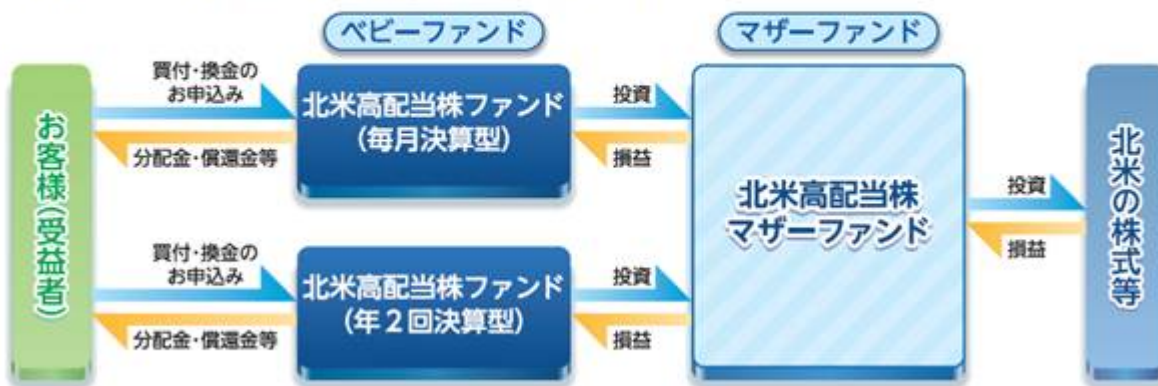 ベビーファンド
マザーファンド
お客様(受益者)
買付・換金の
お申込み
分配金・償還金等
北米高配当株ファンド
(毎月決算型)
投資
損益
買付・換金の
お申込み
分配金・償還金等
北米高配当株ファンド
(年2回決算型)
投資
損益
北米高配当株
マザーファンド
投資
損益
北米の株式等